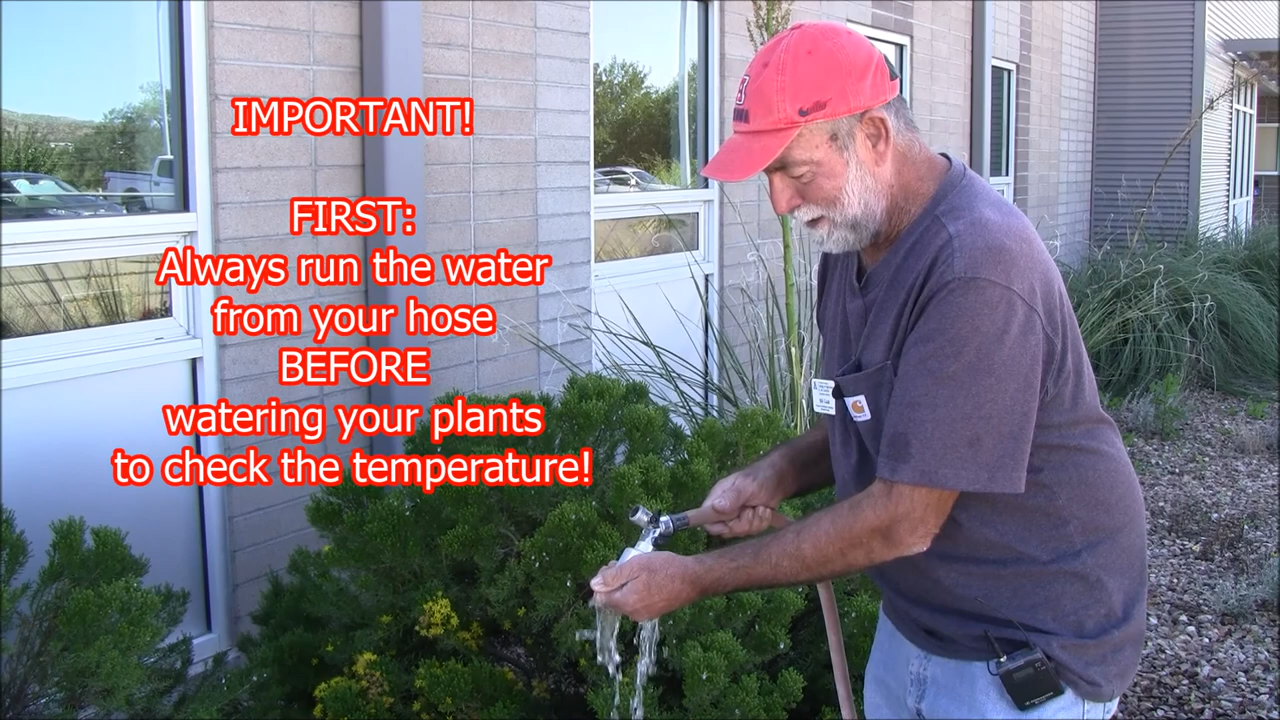 IMPORTANT!
FIRST:
Always run the water
from your hose
BEFORE
watering your plants
to check the temperature!